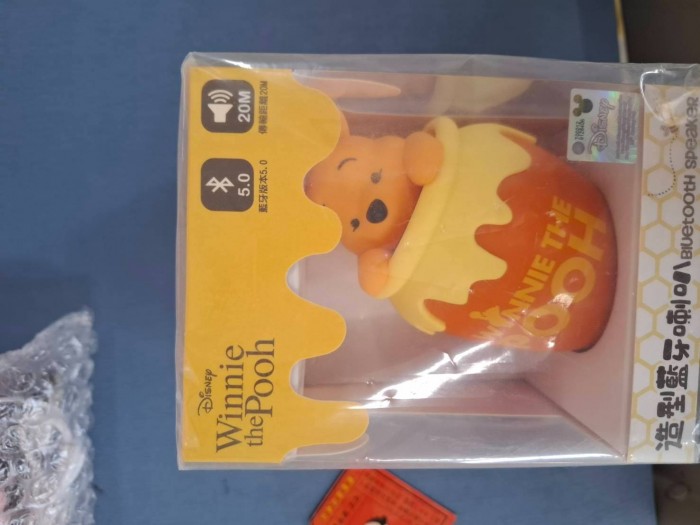 20M
傳輸距離20M
5.0
藍牙版本5.0
Disney
Winnie
the Pooh
WINNIE THE
POOH
Disney
造型藍牙喇叭 Bluetooth Speaker